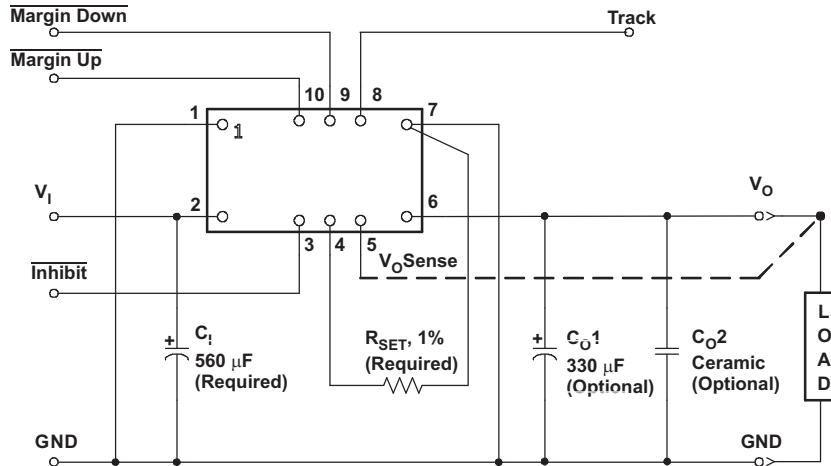 Margin Down
Track
Margin Up
10 9 8
1 7
1
V_I
V_O
2 6
3 4 5
V_OSense
Inhibit
+ C_I
560 μF
(Required)
R_SET, 1%
(Required)
+ C_O1
330 μF
(Optional)
C_O2
Ceramic
(Optional)
L
O
A
D
GND
GND